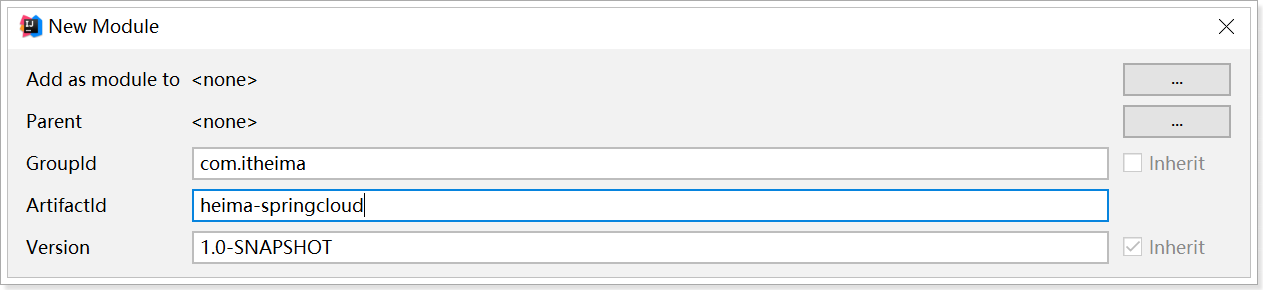 New Module
Add as module to <none>
...
Parent <none>
...
GroupId com.itheima Inherit
ArtifactId heima-springcloud
Version 1.0-SNAPSHOT Inherit